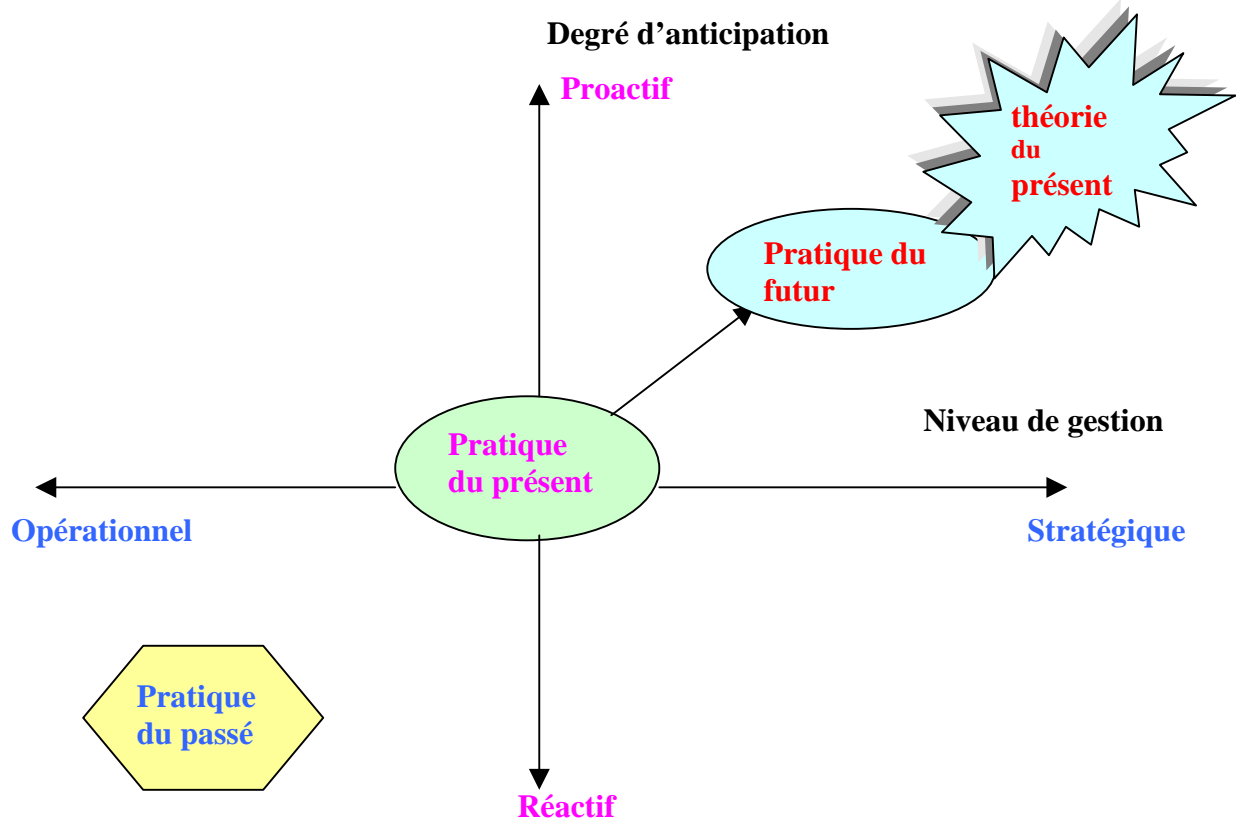 Degré d’anticipation
Proactif
théorie
du
présent
Pratique du
futur
Niveau de gestion
Pratique
du présent
Opérationnel
Stratégique
Pratique
du passé
Réactif